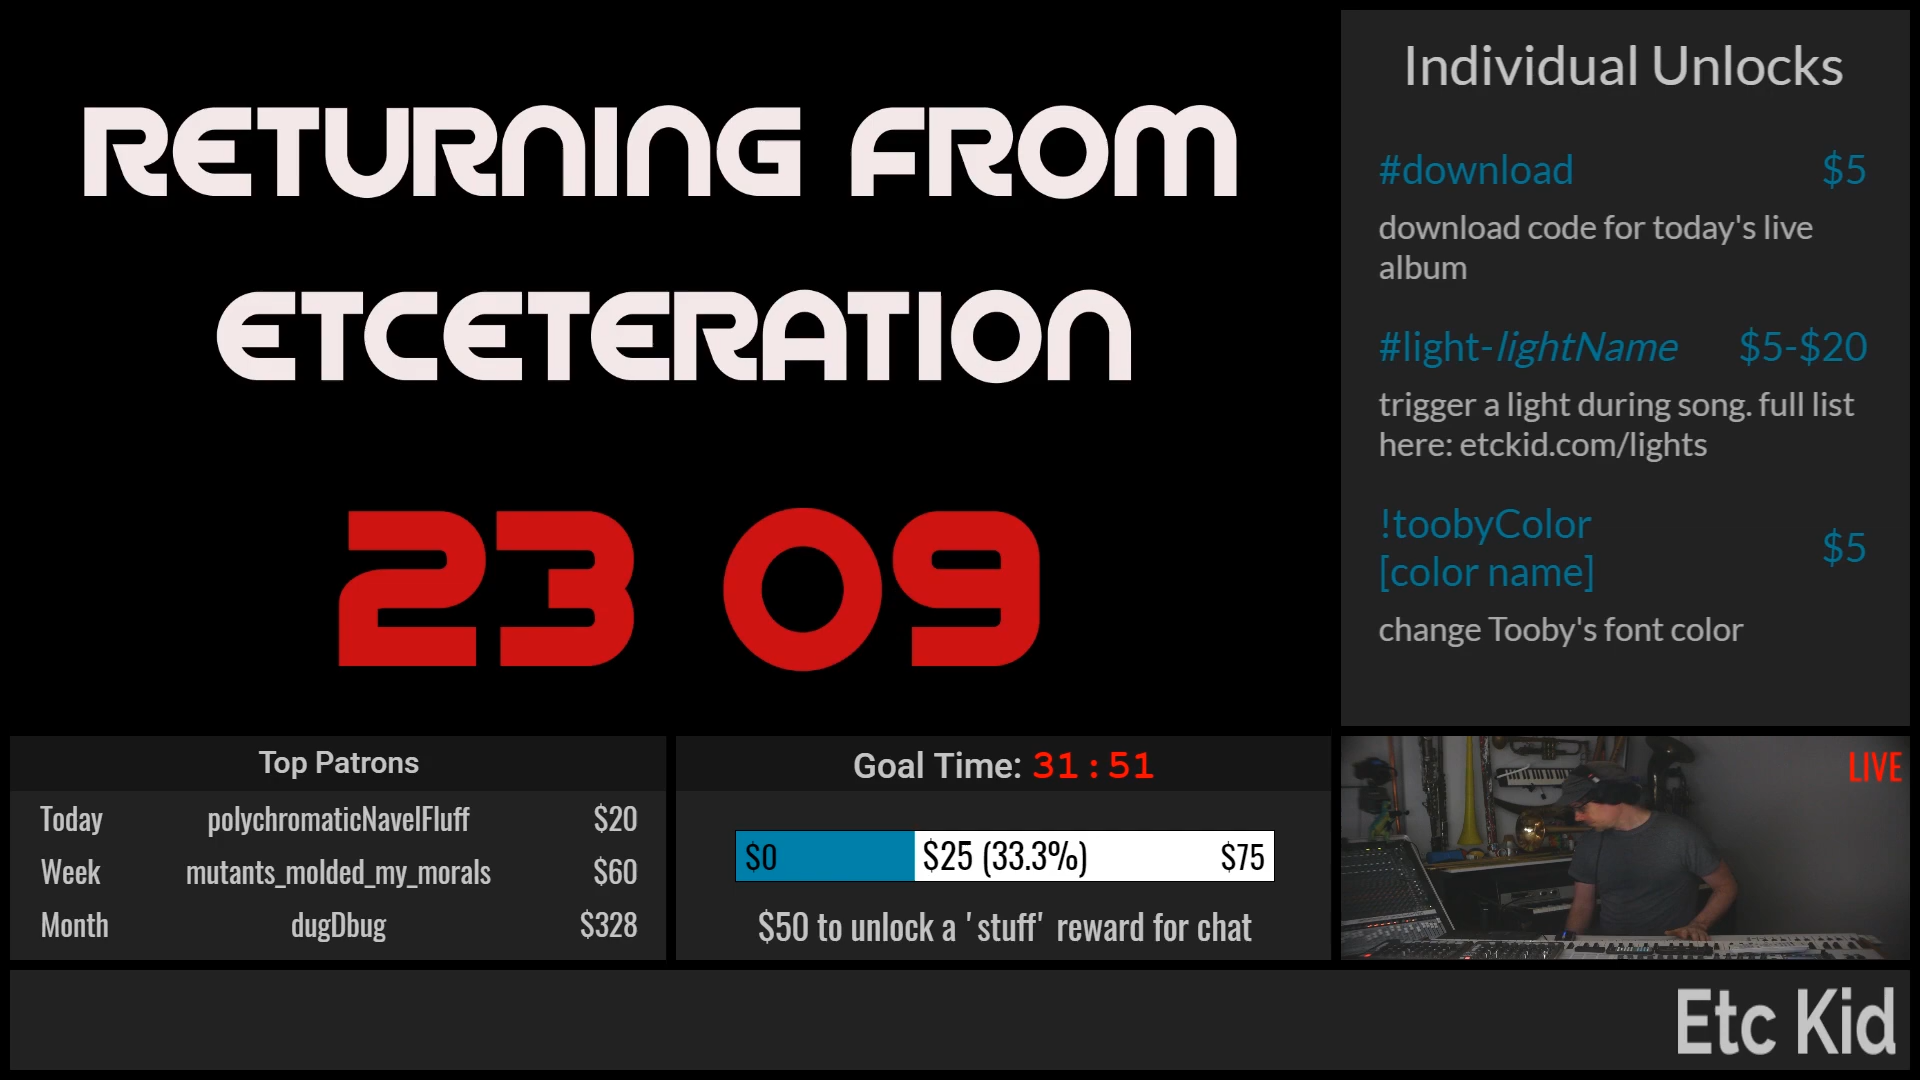 RETURNING FROM
ETCETERATION
23 09
Individual Unlocks
#download $5
download code for today's live
album
#light-lightName $5-$20
trigger a light during song. full list
here: etckid.com/lights
!toobyColor
[color name] $5
change Tooby's font color
Top Patrons
Today polychromaticNavelFluff $20
Week mutants_molded_my_morals $60
Month dugDbug $328
Goal Time: 31:51
$0 $25 (33.3%) $75
$50 to unlock a 'stuff' reward for chat
LIVE
Etc Kid